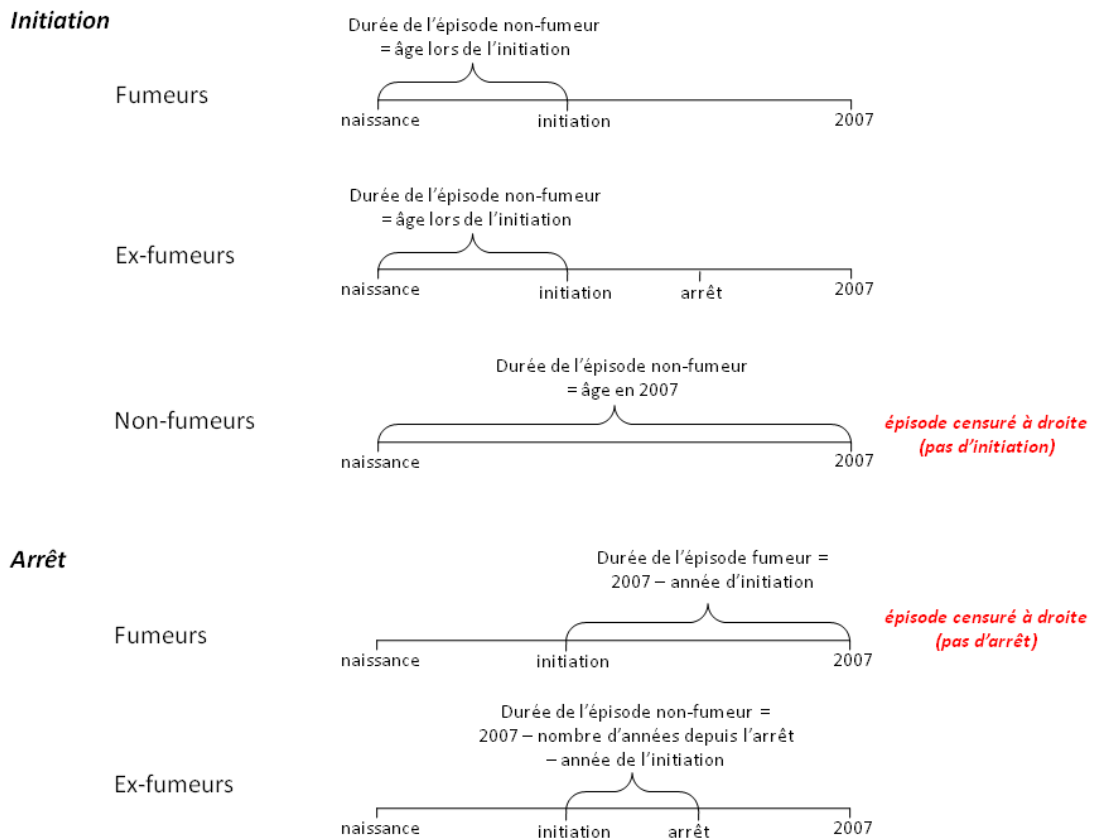 Initiation
Durée de l'épisode non-fumeur
= âge lors de l'initiation
Fumeurs
naissance
initiation
2007
Durée de l'épisode non-fumeur
= âge lors de l'initiation
Ex-fumeurs
naissance
initiation
arrêt
2007
Durée de l'épisode non-fumeur
= âge en 2007
Non-fumeurs
naissance
2007
épisode censuré à droite
(pas d'initiation)
Arrêt
Durée de l'épisode fumeur =
2007 – année d'initiation
Fumeurs
naissance
initiation
2007
épisode censuré à droite
(pas d'arrêt)
Durée de l'épisode non-fumeur =
2007 – nombre d'années depuis l'arrêt
– année de l'initiation
Ex-fumeurs
naissance
initiation
arrêt
2007